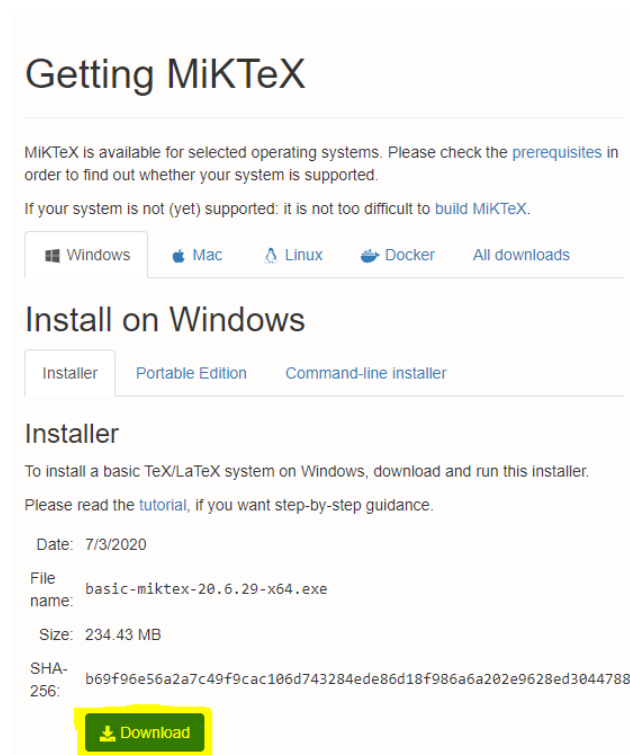 Getting MiKTeX
MiKTeX is available for selected operating systems. Please check the prerequisites in
order to find out whether your system is supported.
If your system is not (yet) supported: it is not too difficult to build MiKTeX.
Windows Mac Linux Docker All downloads
Install on Windows
Installer Portable Edition Command-line installer
Installer
To install a basic TeX/LaTeX system on Windows, download and run this installer.
Please read the tutorial, if you want step-by-step guidance.
Date: 7/3/2020
File
name: basic-miktex-20.6.29-x64.exe
Size: 234.43 MB
SHA-
256: b69f96e56a2a7c49f9cac106d743284ede86d18f986a6a202e9628ed3044788
Download